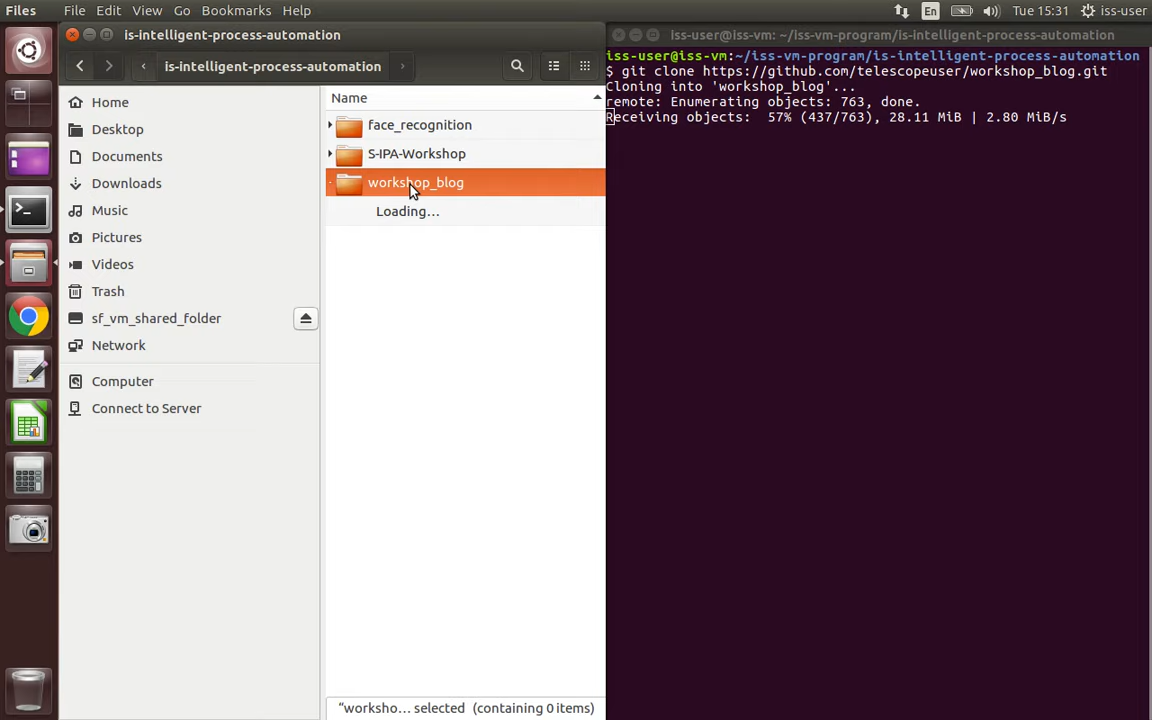 Files File Edit View Go Bookmarks Help En Tue 15:31 iss-user
is-intelligent-process-automation
is-intelligent-process-automation
Home
Desktop
Documents
Downloads
Music
Pictures
Videos
Trash
sf_vm_shared_folder
Network
Computer
Connect to Server
Name
face_recognition
S-IPA-Workshop
workshop_blog
Loading…
"worksho… selected (containing 0 items)
iss-user@iss-vm: ~/iss-vm-program/is-intelligent-process-automation
iss-user@iss-vm:~/iss-vm-program/is-intelligent-process-automation
$ git clone https://github.com/telescopeuser/workshop_blog.git
Cloning into 'workshop_blog'...
remote: Enumerating objects: 763, done.
Receiving objects:  57% (437/763), 28.11 MiB | 2.80 MiB/s